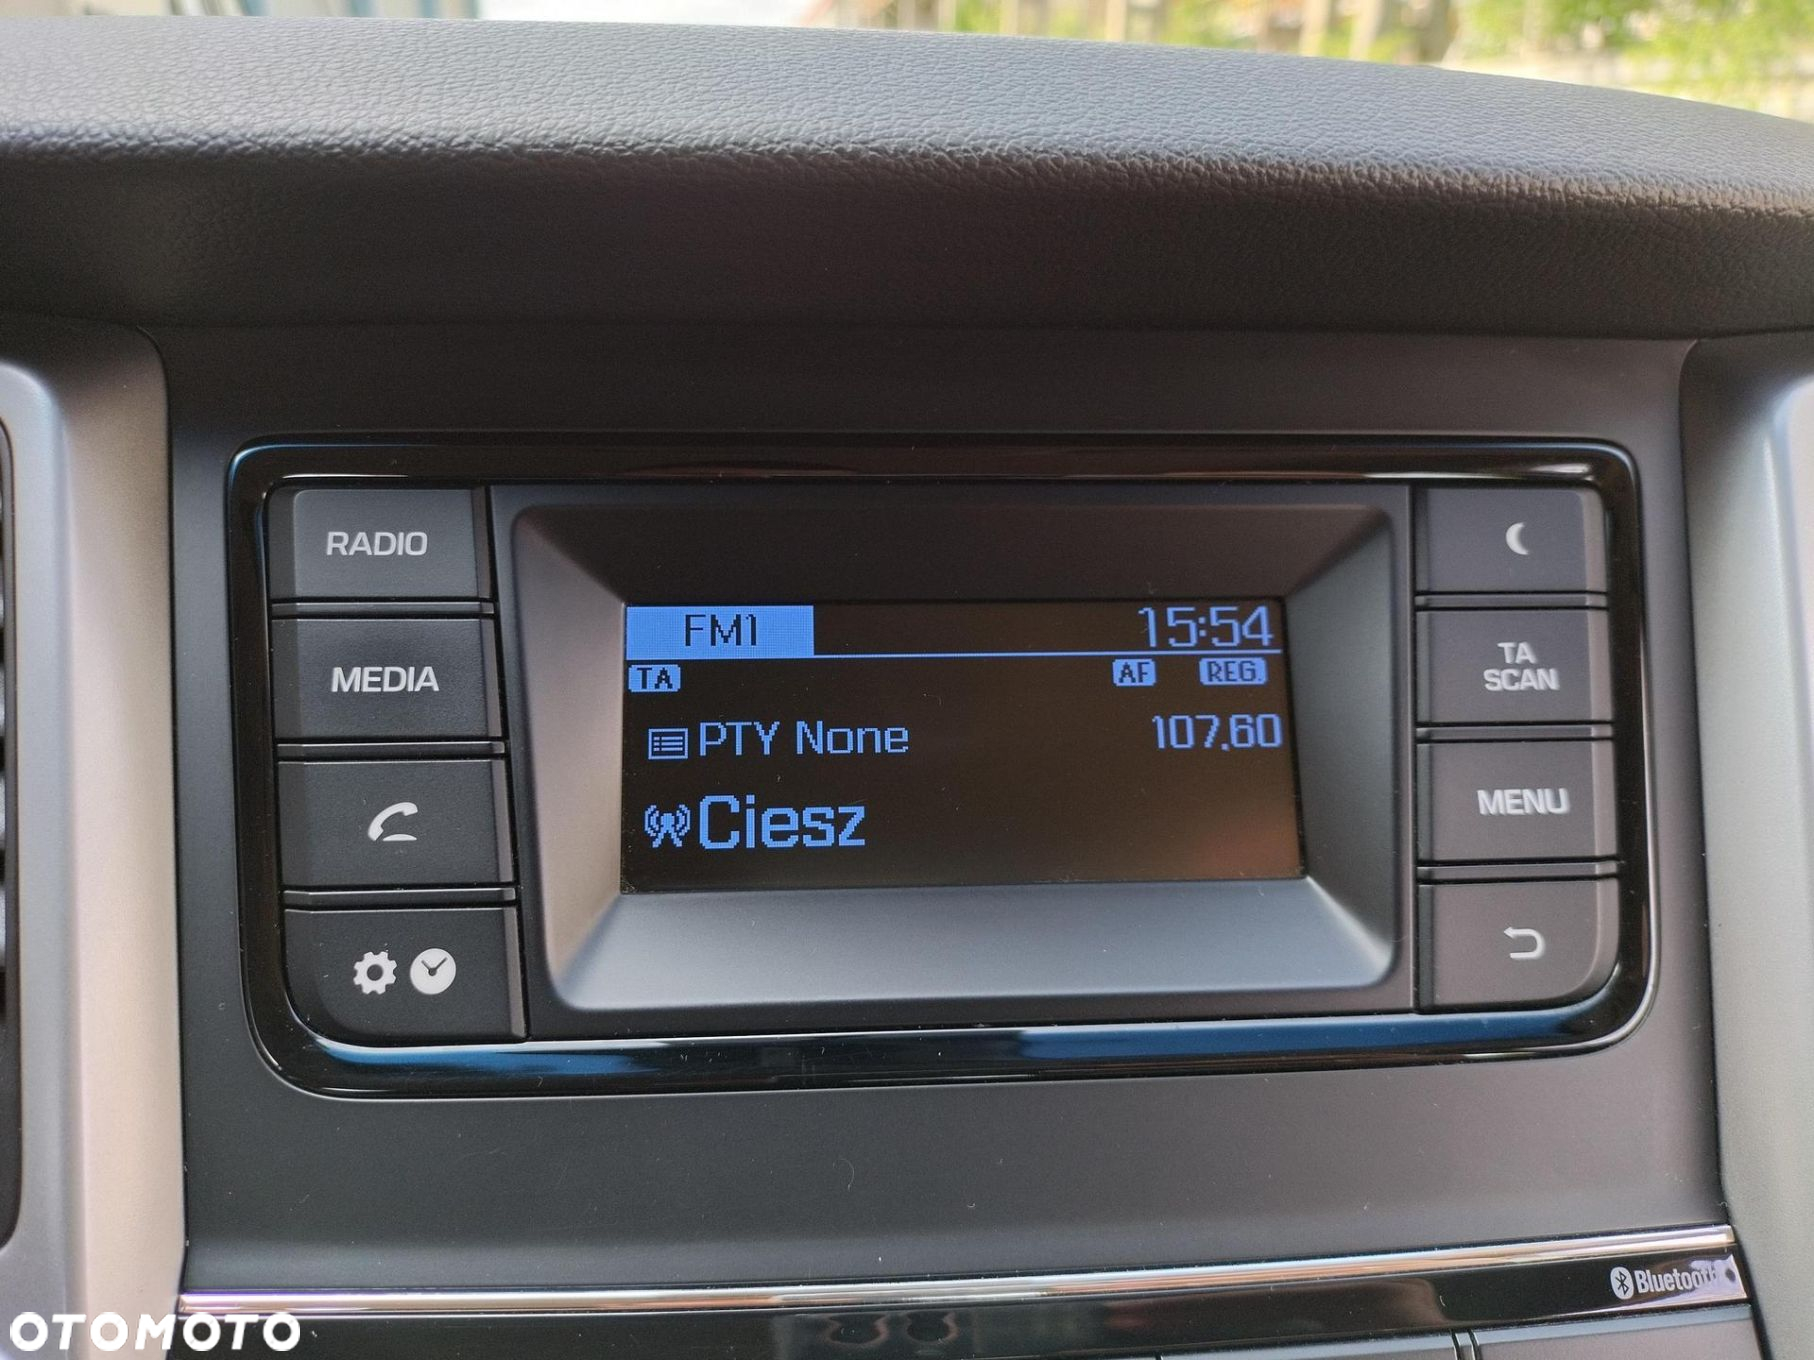 RADIO
MEDIA
FM1 15:54
TA AF REG.
PTY None 107.60
Ciesz
TA
SCAN
MENU
Bluetooth
OTOMOTO